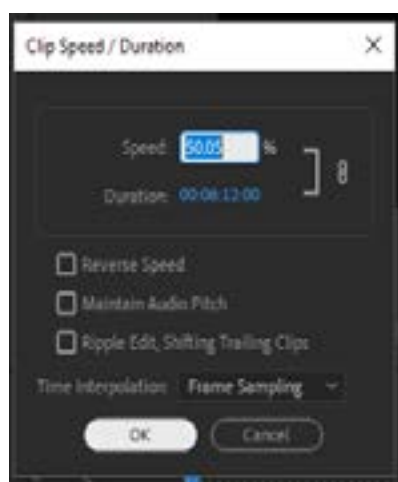 Clip Speed / Duration
Speed: 50.05 %
Duration: 00:06:12:00
Reverse Speed
Maintain Audio Pitch
Ripple Edit, Shifting Trailing Clips
Time Interpolation: Frame Sampling
OK Cancel